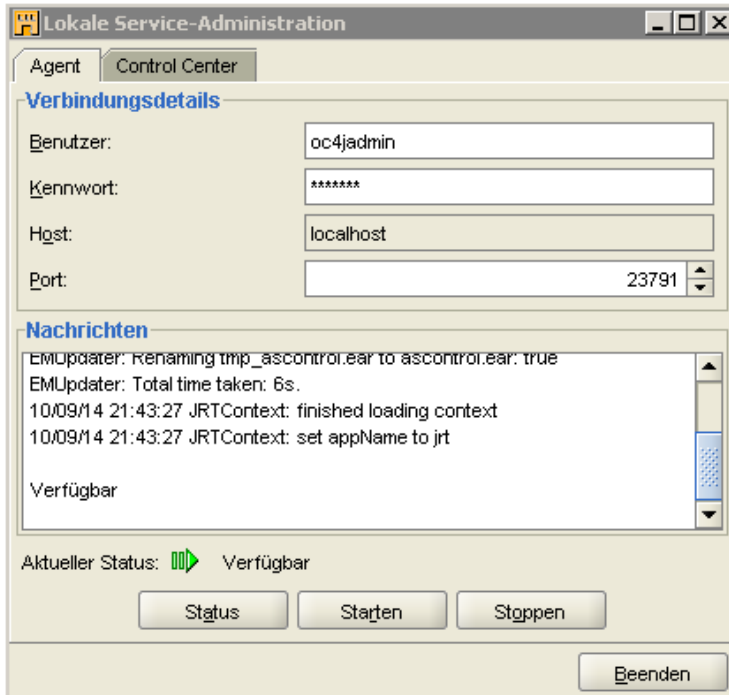 Lokale Service-Administration
Agent
Control Center
Verbindungsdetails
Benutzer:
oc4jadmin
Kennwort:
*******
Host:
localhost
Port:
23791
Nachrichten
EMUpdater: Renaming tmp_ascontrol.ear to ascontrol.ear: true
EMUpdater: Total time taken: 6s.
10/09/14 21:43:27 JRTContext: finished loading context
10/09/14 21:43:27 JRTContext: set appName to jrt
Verfügbar
Aktueller Status:
Verfügbar
Status
Starten
Stoppen
Beenden